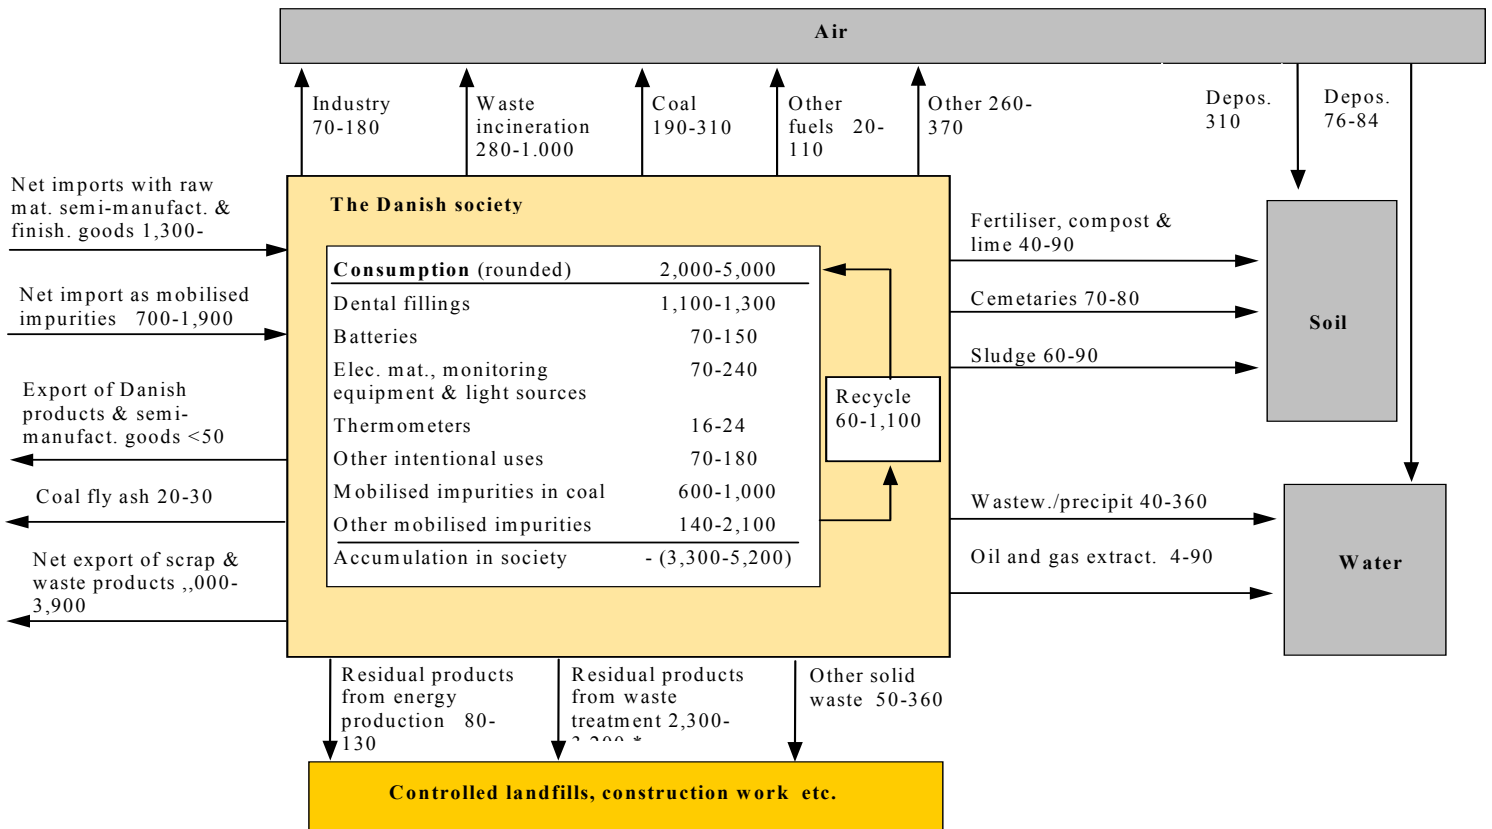 Air
Industry
70-180
Waste
incineration
280-1.000
Coal
190-310
Other
fuels 20-
110
Other 260-
370
Depos.
310
Depos.
76-84
Net imports with raw
mat. semi-manufact. &
finish. goods 1,300-
Net import as mobilised
impurities 700-1,900
Export of Danish
products & semi-
manufact. goods <50
Coal fly ash 20-30
Net export of scrap &
waste products ,,000-
3,900
The Danish society
Consumption (rounded) 2,000-5,000
Dental fillings 1,100-1,300
Batteries 70-150
Elec. mat., monitoring 70-240
equipment & light sources
Thermometers 16-24
Other intentional uses 70-180
Mobilised impurities in coal 600-1,000
Other mobilised impurities 140-2,100
Accumulation in society - (3,300-5,200)
Recycle
60-1,100
Fertiliser, compost &
lime 40-90
Cemetaries 70-80
Sludge 60-90
Soil
Wastew./precipit 40-360
Oil and gas extract. 4-90
Water
Residual products
from energy
production 80-
130
Residual products
from waste
treatment 2,300-
3,200 *
Other solid
waste 50-360
Controlled landfills, construction work etc.